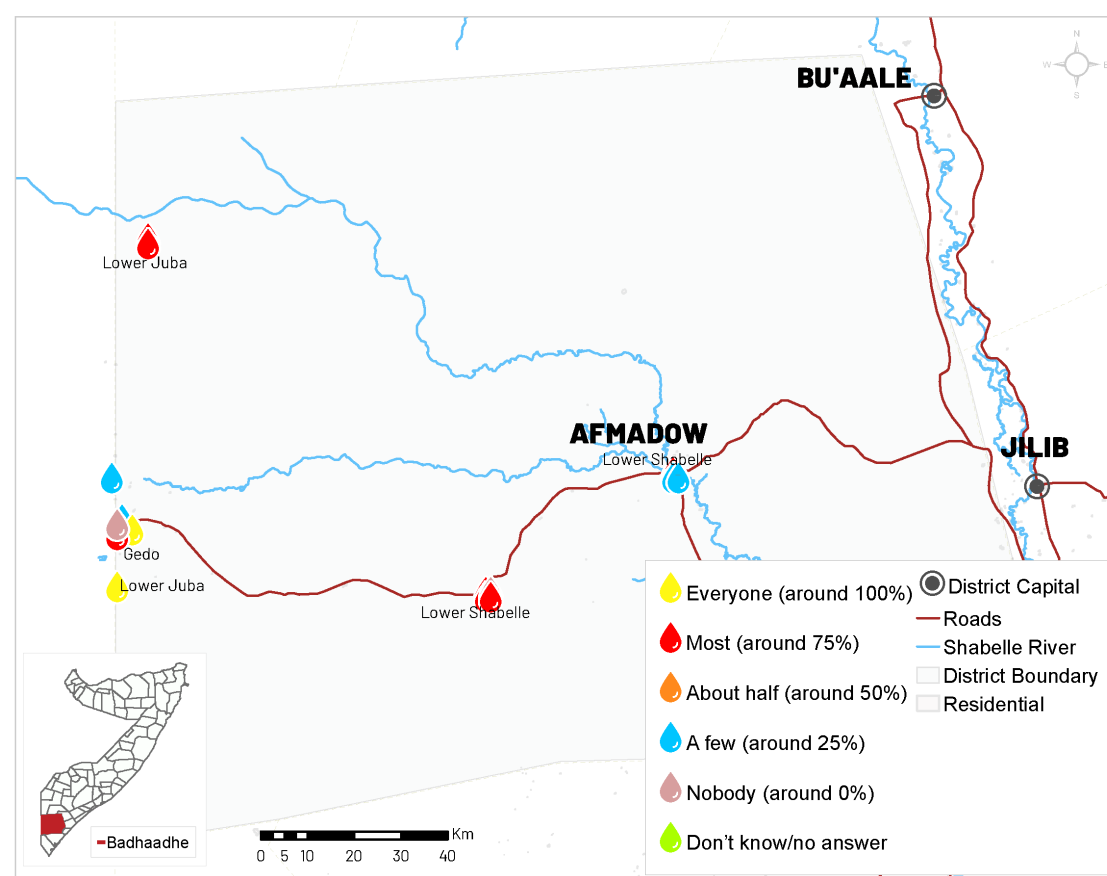 N
W
E
S
BU'AALE
Lower Juba
AFMADOW
Lower Shabelle
JILIB
Gedo
Lower Juba
Lower Shabelle
Everyone (around 100%)
Most (around 75%)
About half (around 50%)
A few (around 25%)
Nobody (around 0%)
Don't know/no answer
District Capital
Roads
Shabelle River
District Boundary
Residential
Badhaadhe
Km
0 5 10 20 30 40